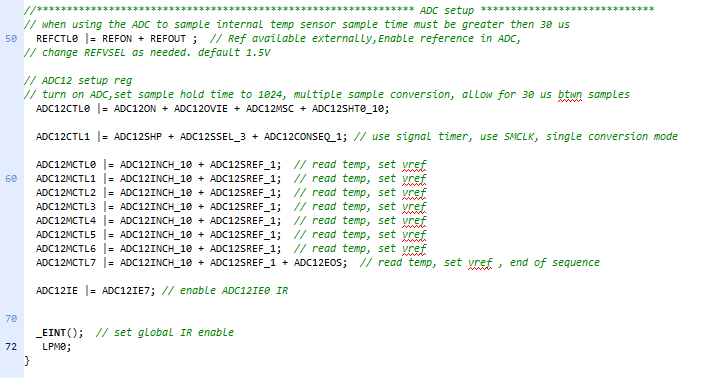 //*************************************************************** ADC setup *****************************
// when using the ADC to sample internal temp sensor sample time must be greater then 30 us
50 REFCTL0 |= REFON + REFOUT ; // Ref available externally,Enable reference in ADC,
// change REFVSEL as needed. default 1.5V
// ADC12 setup reg
// turn on ADC,set sample hold time to 1024, multiple sample conversion, allow for 30 us btwn samples
ADC12CTL0 |= ADC12ON + ADC12OVIE + ADC12MSC + ADC12SHT0_10;
ADC12CTL1 |= ADC12SHP + ADC12SSEL_3 + ADC12CONSEQ_1; // use signal timer, use SMCLK, single conversion mode
ADC12MCTL0 |= ADC12INCH_10 + ADC12SREF_1; // read temp, set vref
60 ADC12MCTL1 |= ADC12INCH_10 + ADC12SREF_1; // read temp, set vref
ADC12MCTL2 |= ADC12INCH_10 + ADC12SREF_1; // read temp, set vref
ADC12MCTL3 |= ADC12INCH_10 + ADC12SREF_1; // read temp, set vref
ADC12MCTL4 |= ADC12INCH_10 + ADC12SREF_1; // read temp, set vref
ADC12MCTL5 |= ADC12INCH_10 + ADC12SREF_1; // read temp, set vref
ADC12MCTL6 |= ADC12INCH_10 + ADC12SREF_1; // read temp, set vref
ADC12MCTL7 |= ADC12INCH_10 + ADC12SREF_1 + ADC12EOS; // read temp, set vref , end of sequence
ADC12IE |= ADC12IE7; // enable ADC12IE0 IR
70
_EINT(); // set global IR enable
72 LPM0;
}